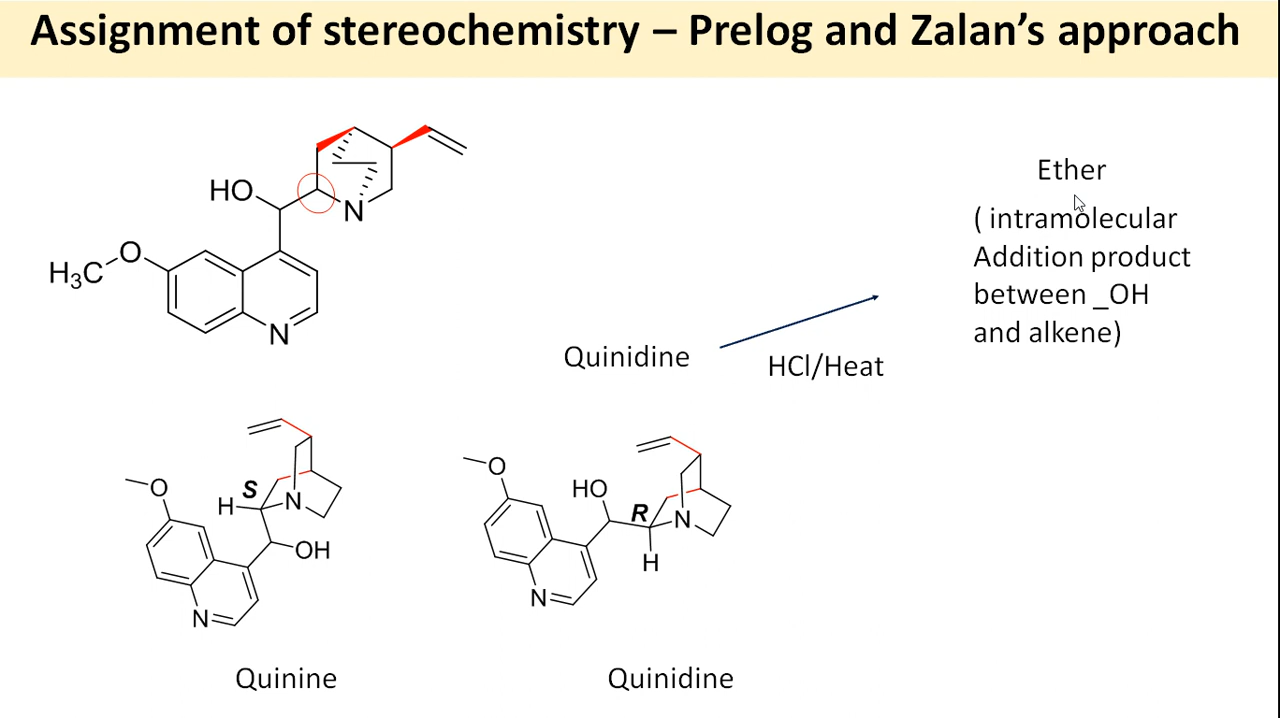 Assignment of stereochemistry – Prelog and Zalan’s approach
HO
N
O
H3C
N
Ether
( intramolecular
Addition product
between _OH
and alkene)
Quinidine
HCl/Heat
O
S
H
N
OH
N
O
HO
R
N
H
N
Quinine
Quinidine